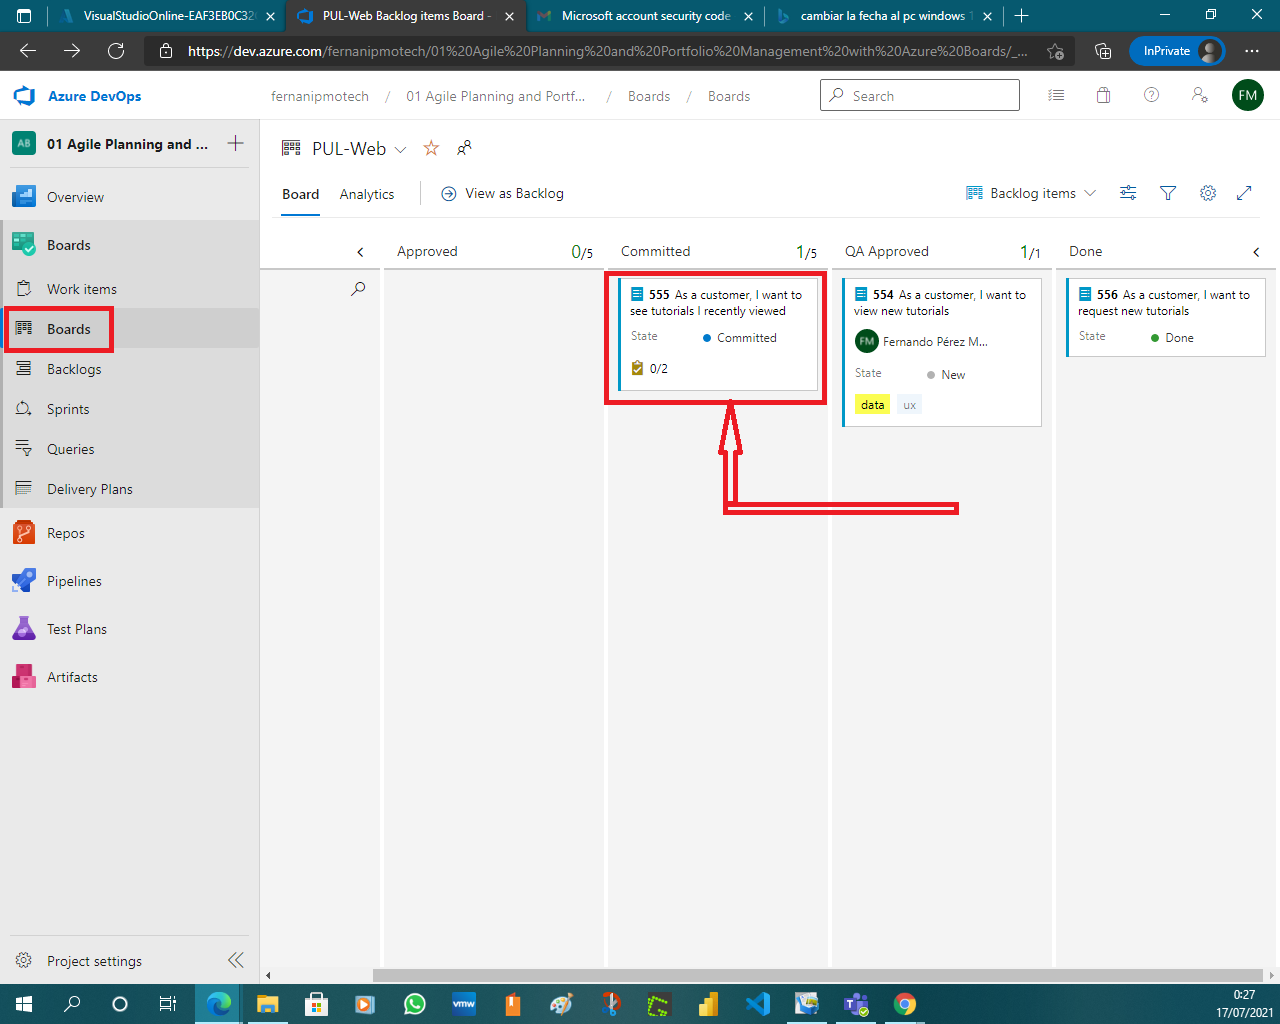 VisualStudioOnline-EAF3EB0C32
PUL-Web Backlog items Board -
Microsoft account security code
cambiar la fecha al pc windows 1
https://dev.azure.com/fernanipmotech/01%20Agile%20Planning%20and%20Portfolio%20Management%20with%20Azure%20Boards/_...
InPrivate
Azure DevOps
fernanipmotech / 01 Agile Planning and Portf... / Boards / Boards
Search
FM
AB 01 Agile Planning and ...
Overview
Boards
Work items
Boards
Backlogs
Sprints
Queries
Delivery Plans
Repos
Pipelines
Test Plans
Artifacts
Project settings
PUL-Web
Board Analytics View as Backlog Backlog items
Approved 0/5
Committed 1/5
555 As a customer, I want to
see tutorials I recently viewed
State Committed
0/2
QA Approved 1/1
554 As a customer, I want to
view new tutorials
FM Fernando Pérez M...
State New
data ux
Done
556 As a customer, I want to
request new tutorials
State Done
vmw
0:27
17/07/2021